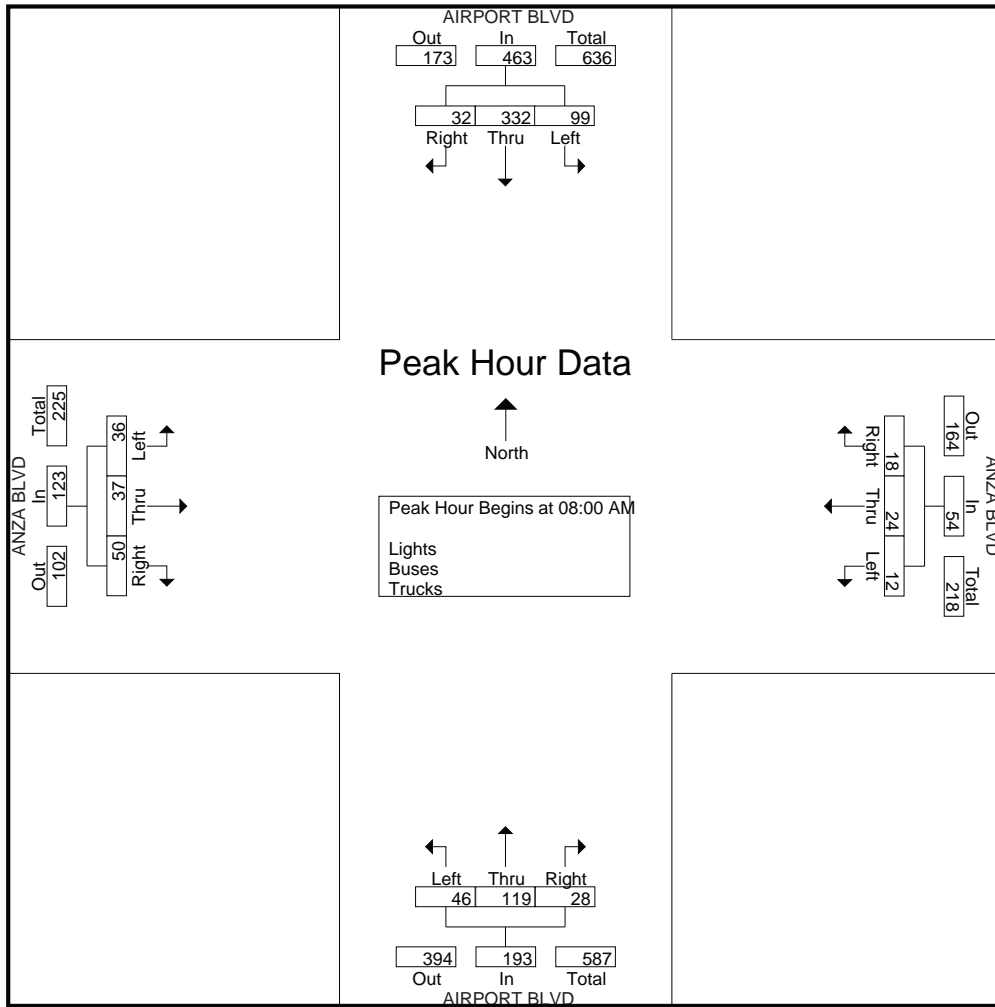 AIRPORT BLVD
Out In Total
173 463 636
32 332 99
Right Thru Left
Peak Hour Data
North
Peak Hour Begins at 08:00 AM
Lights
Buses
Trucks
ANZA BLVD
Out In Total
102 123 225
36 37 50
Left Thru Right
ANZA BLVD
Out In Total
164 54 218
Right Thru Left
18 24 12
Left Thru Right
46 119 28
394 193 587
Out In Total
AIRPORT BLVD